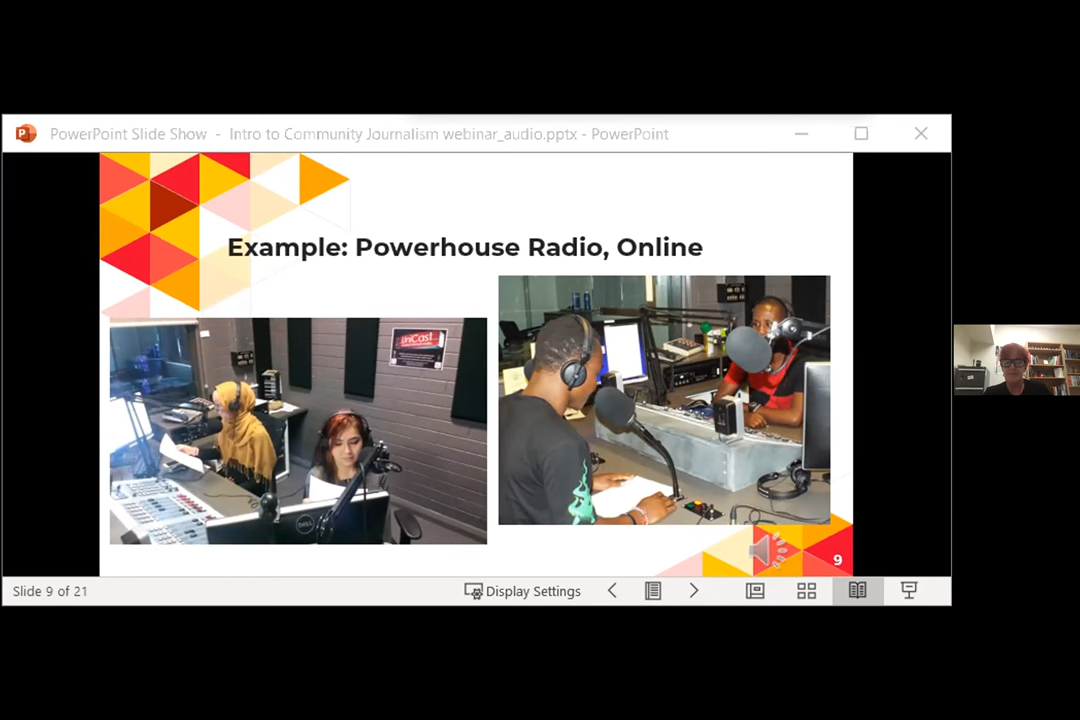 PowerPoint Slide Show - Intro to Community Journalism webinar_audio.pptx - PowerPoint
Example: Powerhouse Radio, Online
UniCast
DELL
9
Slide 9 of 21
Display Settings